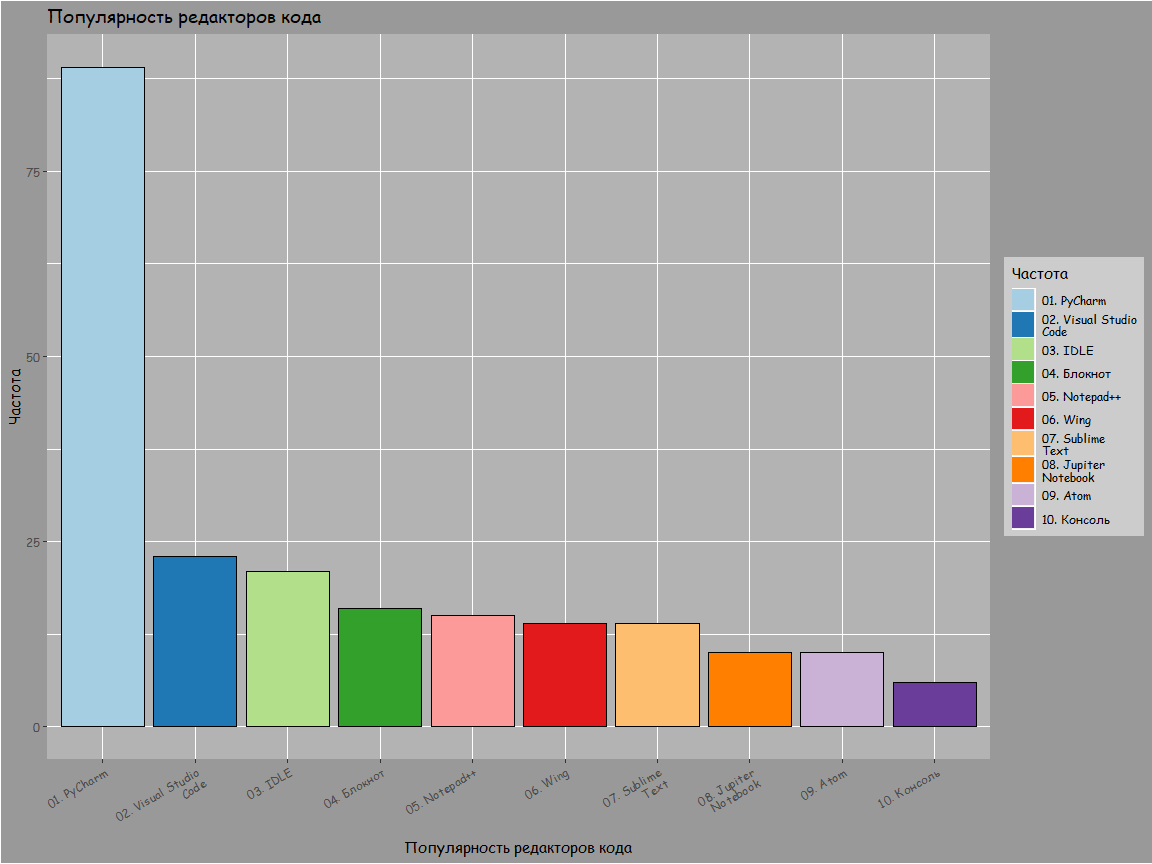 Популярность редакторов кода
Частота
75
50
25
0
01. PyCharm
02. Visual Studio
Code
03. IDLE
04. Блокнот
05. Notepad++
06. Wing
07. Sublime
Text
08. Jupiter
Notebook
09. Atom
10. Консоль
Популярность редакторов кода
Частота
01. PyCharm
02. Visual Studio
Code
03. IDLE
04. Блокнот
05. Notepad++
06. Wing
07. Sublime
Text
08. Jupiter
Notebook
09. Atom
10. Консоль